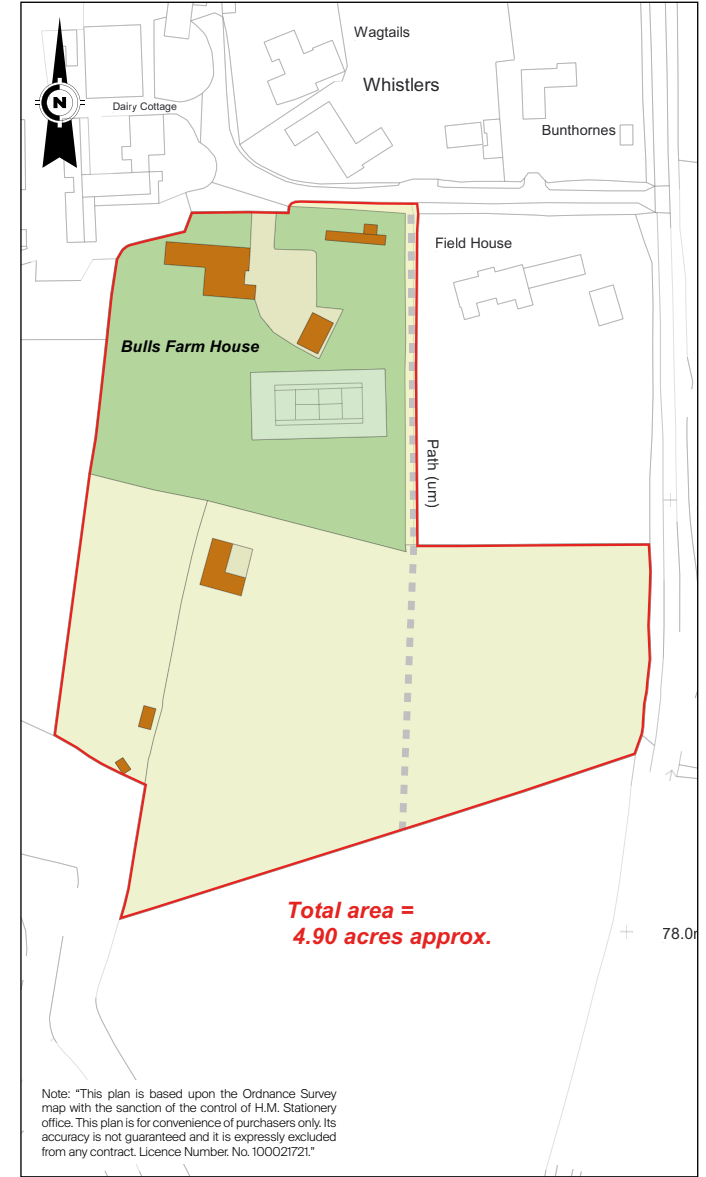 Wagtails
Whistlers
N
Dairy Cottage
Bunthornes
Field House
Bulls Farm House
Path (um)
Total area =
4.90 acres approx.
78.0
Note: “This plan is based upon the Ordnance Survey
map with the sanction of the control of H.M. Stationery
office. This plan is for convenience of purchasers only. Its
accuracy is not guaranteed and it is expressly excluded
from any contract. Licence Number. No. 100021721.”